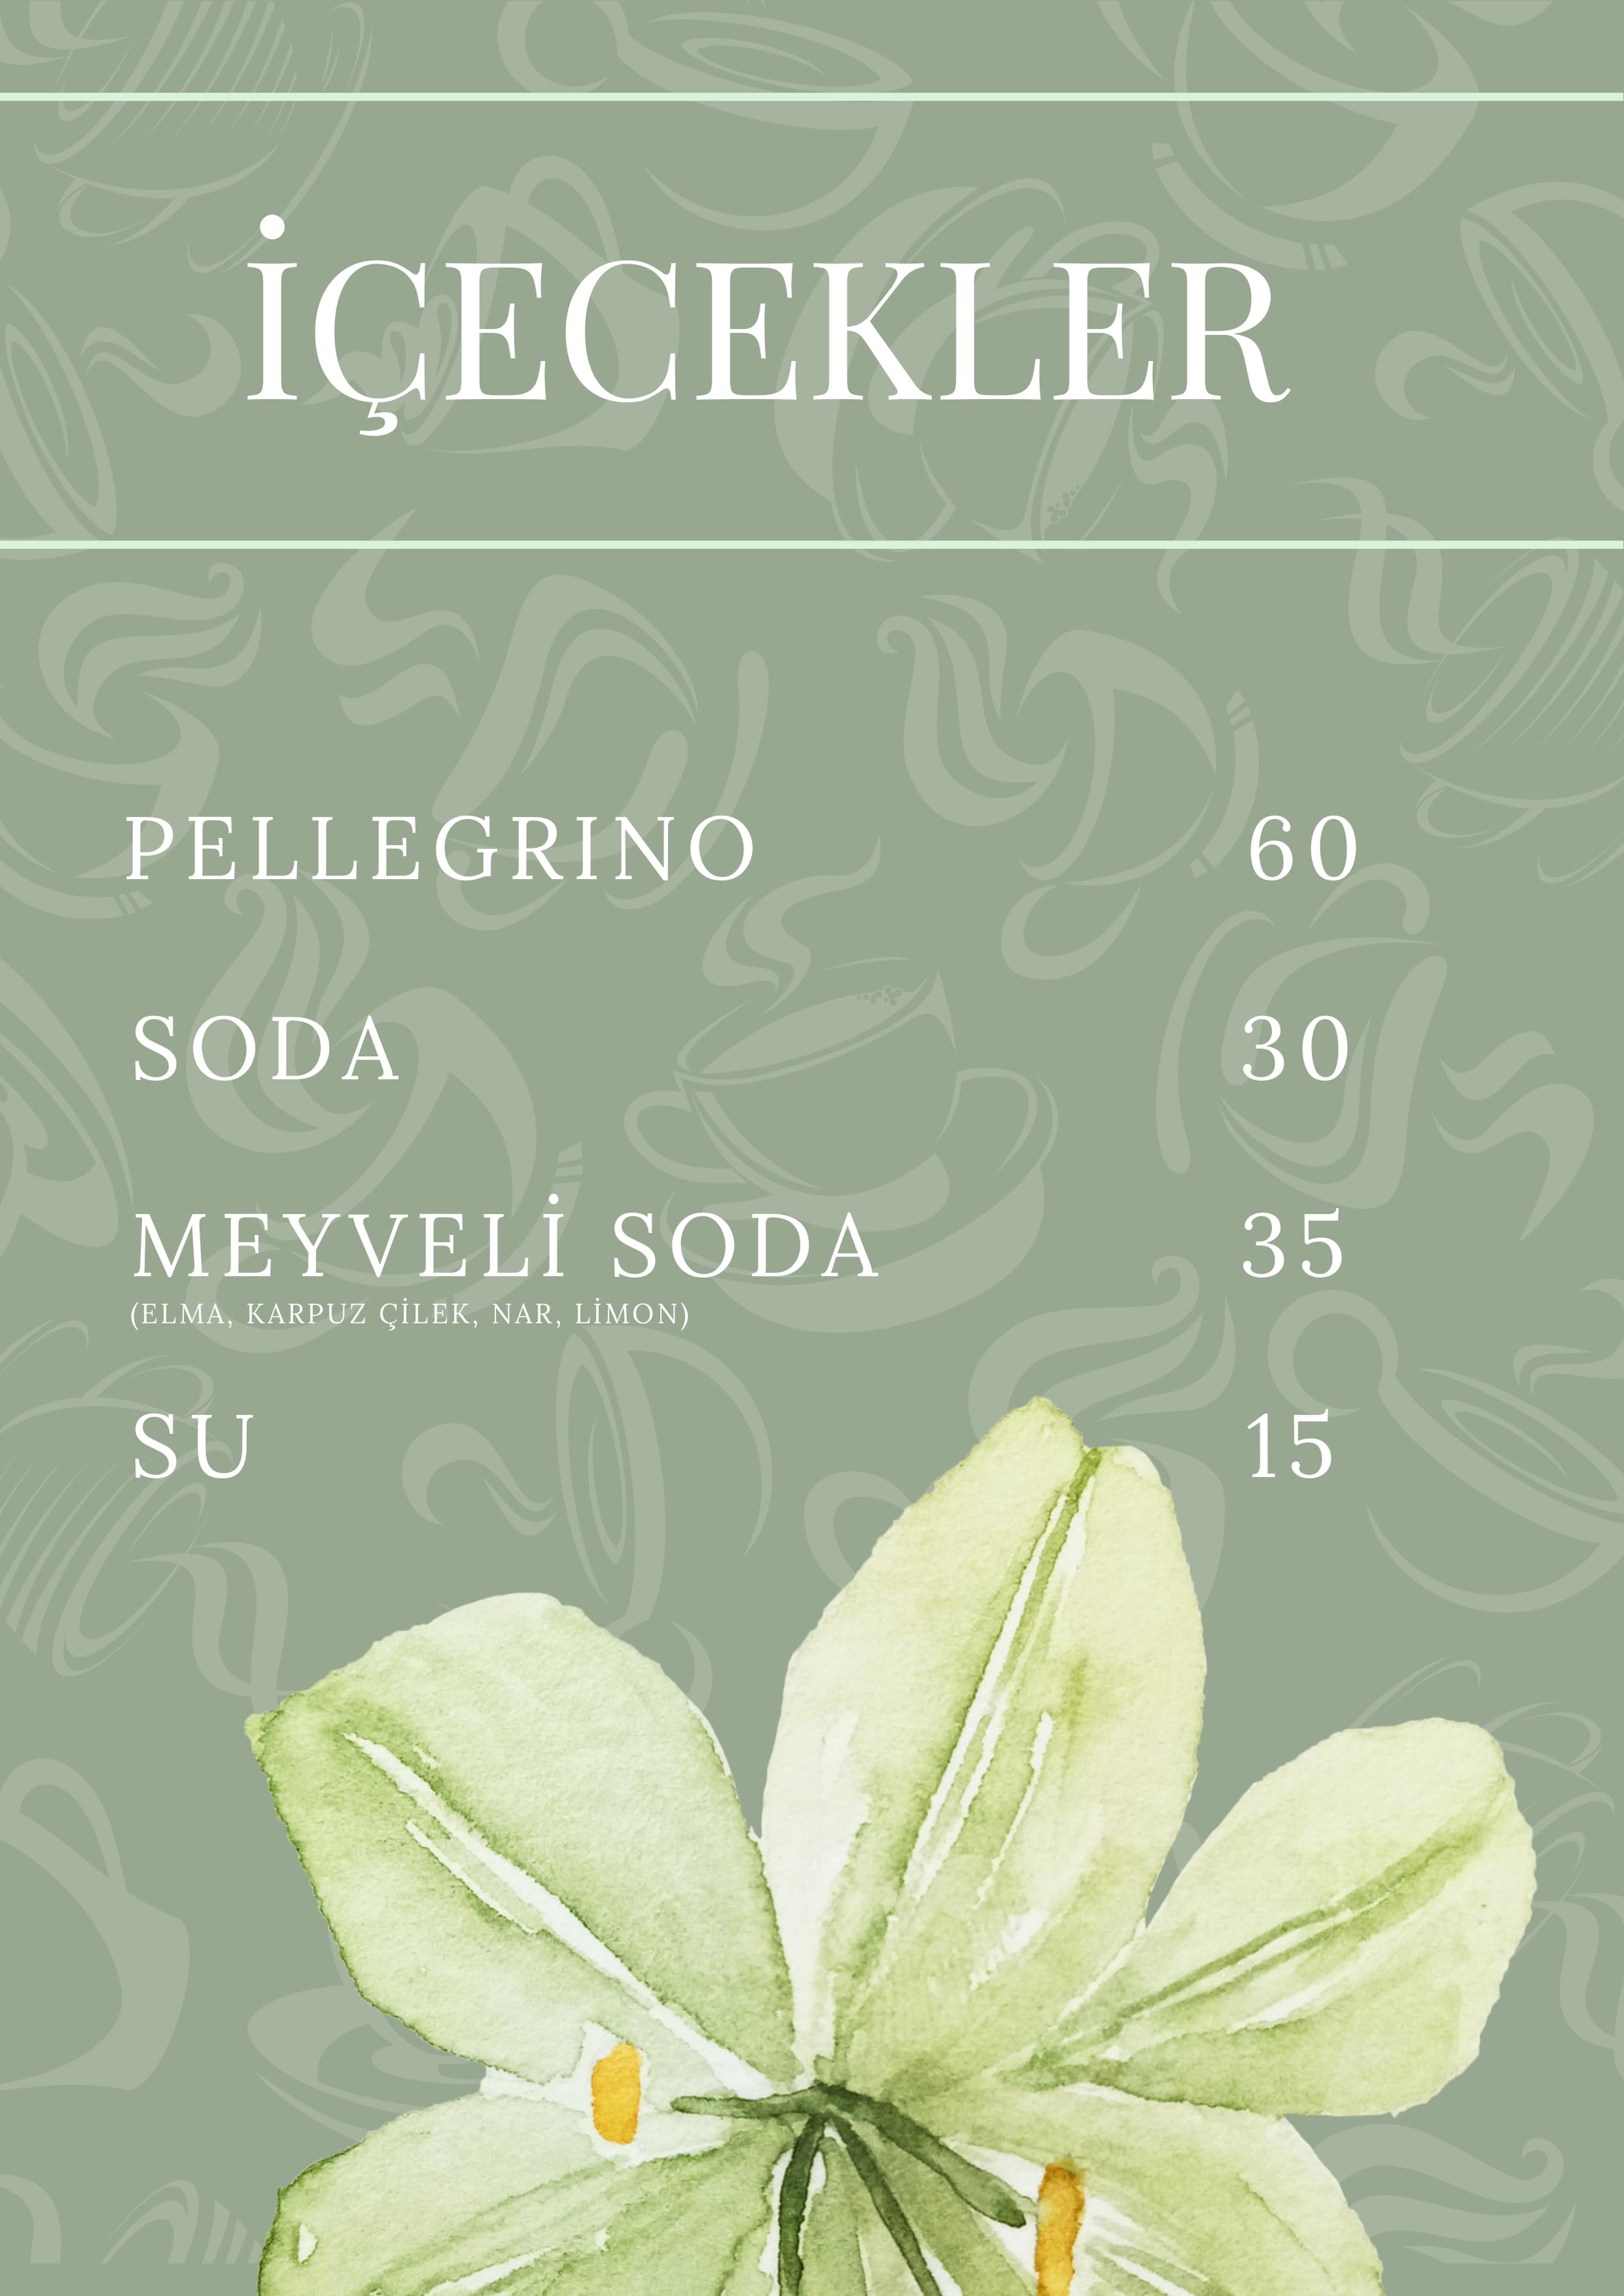 İÇECEKLER
PELLEGRINO 60
SODA 30
MEYVELİ SODA 35
(ELMA, KARPUZ ÇİLEK, NAR, LİMON)
SU 15